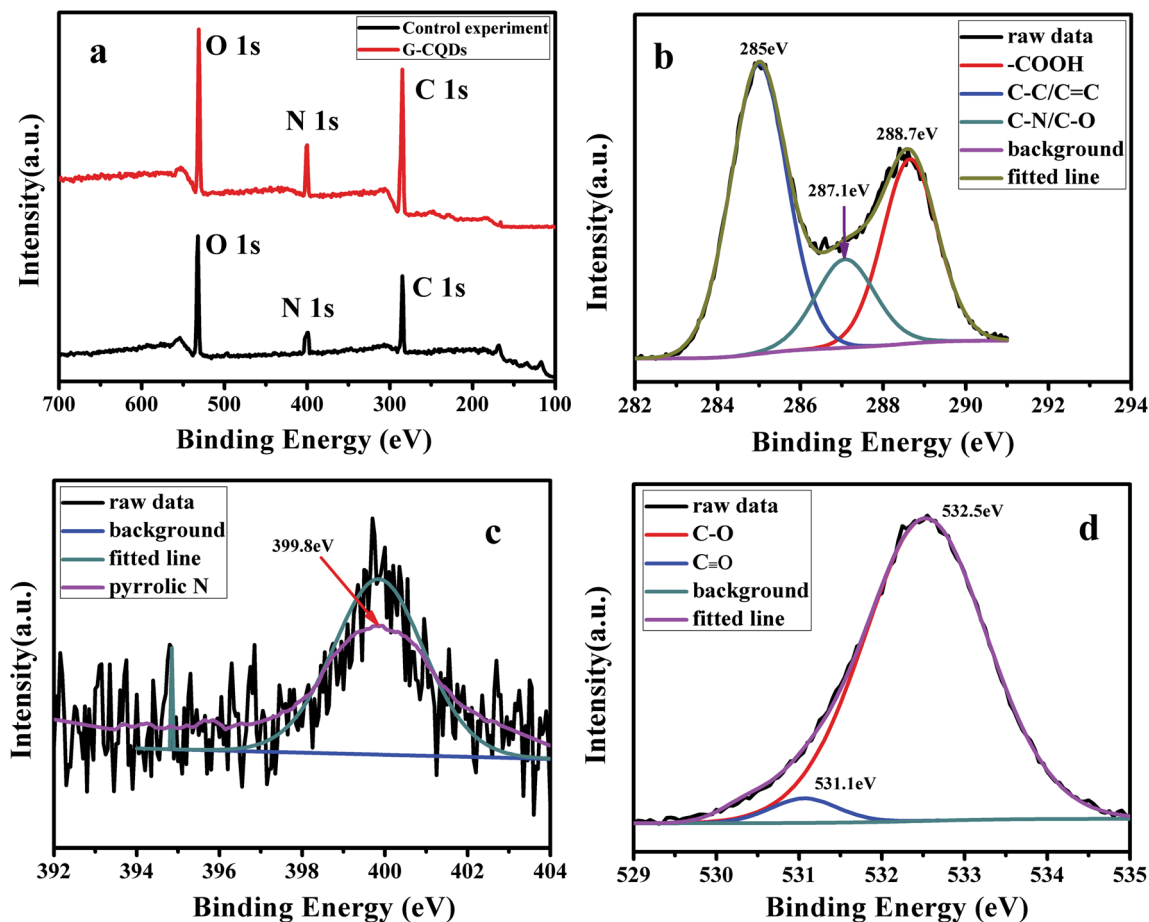 a
Control experiment
G-CQDs
O 1s
N 1s
C 1s
O 1s
N 1s
C 1s
Intensity(a.u.)
700 600 500 400 300 200 100
Binding Energy (eV)
b
285eV
287.1eV
288.7eV
raw data
-COOH
C-C/C=C
C-N/C-O
background
fitted line
Intensity(a.u.)
282 284 286 288 290 292 294
Binding Energy (eV)
raw data
background
fitted line
pyrrolic N
399.8eV
c
Intensity(a.u.)
392 394 396 398 400 402 404
Binding Energy (eV)
raw data
C-O
C≡O
background
fitted line
532.5eV
d
531.1eV
Intensity(a.u.)
529 530 531 532 533 534 535
Binding Energy (eV)